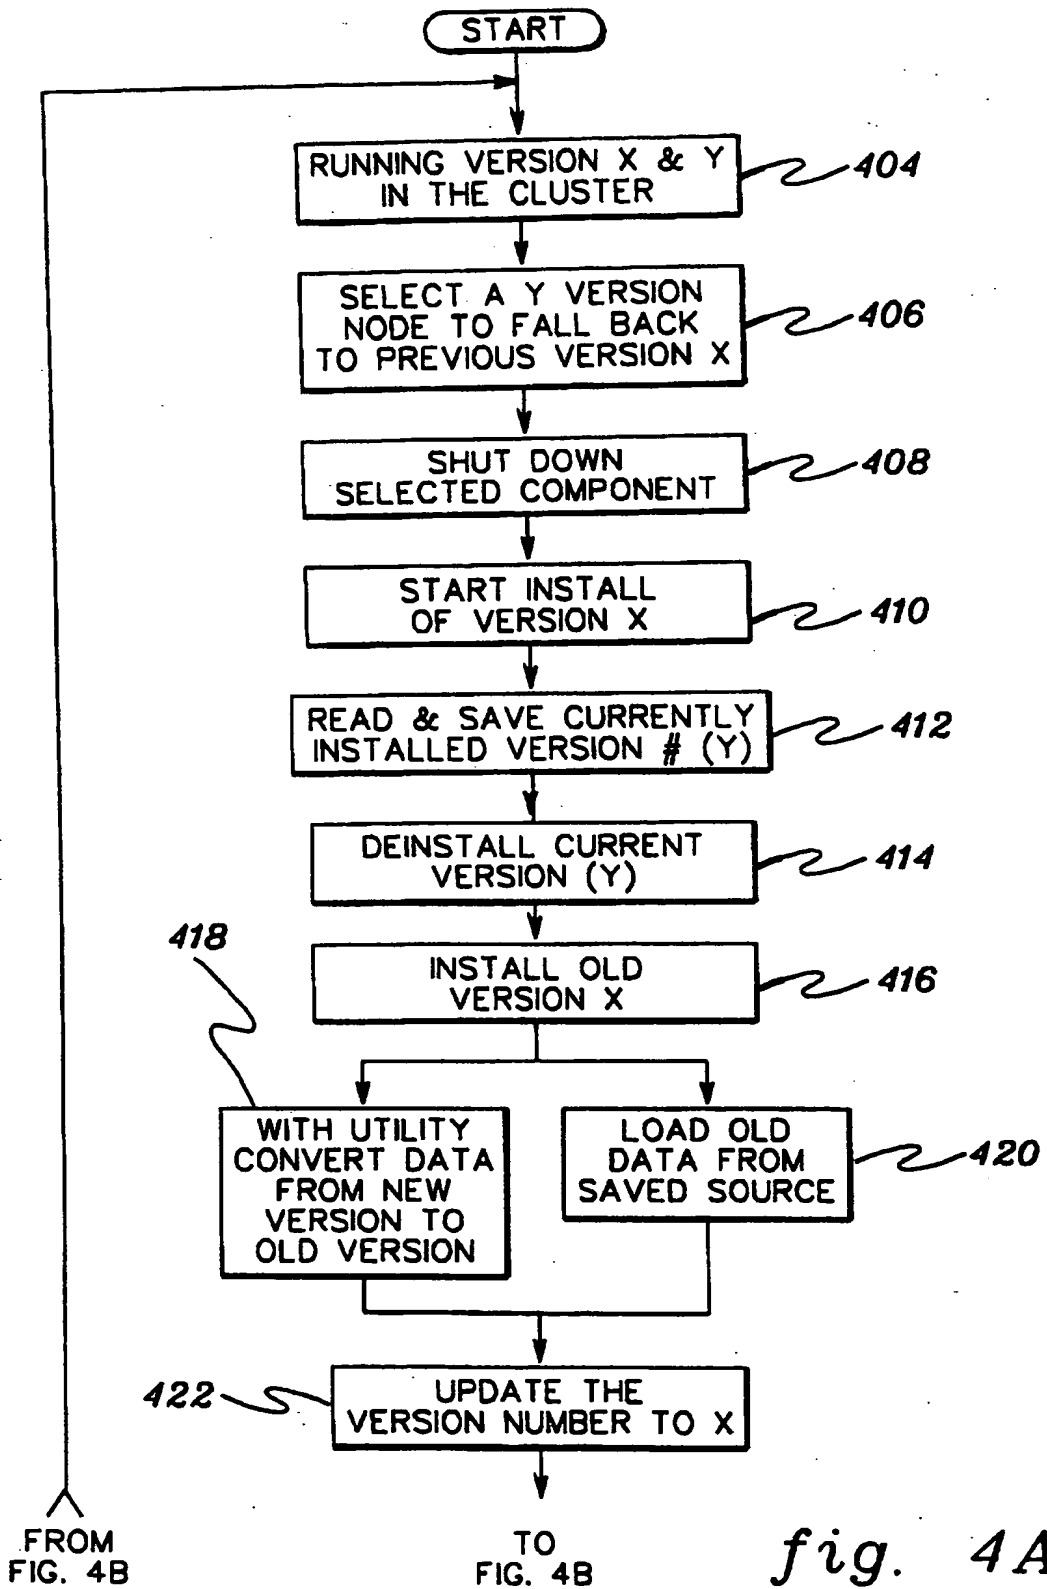 START
RUNNING VERSION X & Y
IN THE CLUSTER
404
SELECT A Y VERSION
NODE TO FALL BACK
TO PREVIOUS VERSION X
406
SHUT DOWN
SELECTED COMPONENT
408
START INSTALL
OF VERSION X
410
READ & SAVE CURRENTLY
INSTALLED VERSION # (Y)
412
DEINSTALL CURRENT
VERSION (Y)
414
418
INSTALL OLD
VERSION X
416
WITH UTILITY
CONVERT DATA
FROM NEW
VERSION TO
OLD VERSION
LOAD OLD
DATA FROM
SAVED SOURCE
420
422
UPDATE THE
VERSION NUMBER TO X
FROM
FIG. 4B
TO
FIG. 4B
fig. 4A